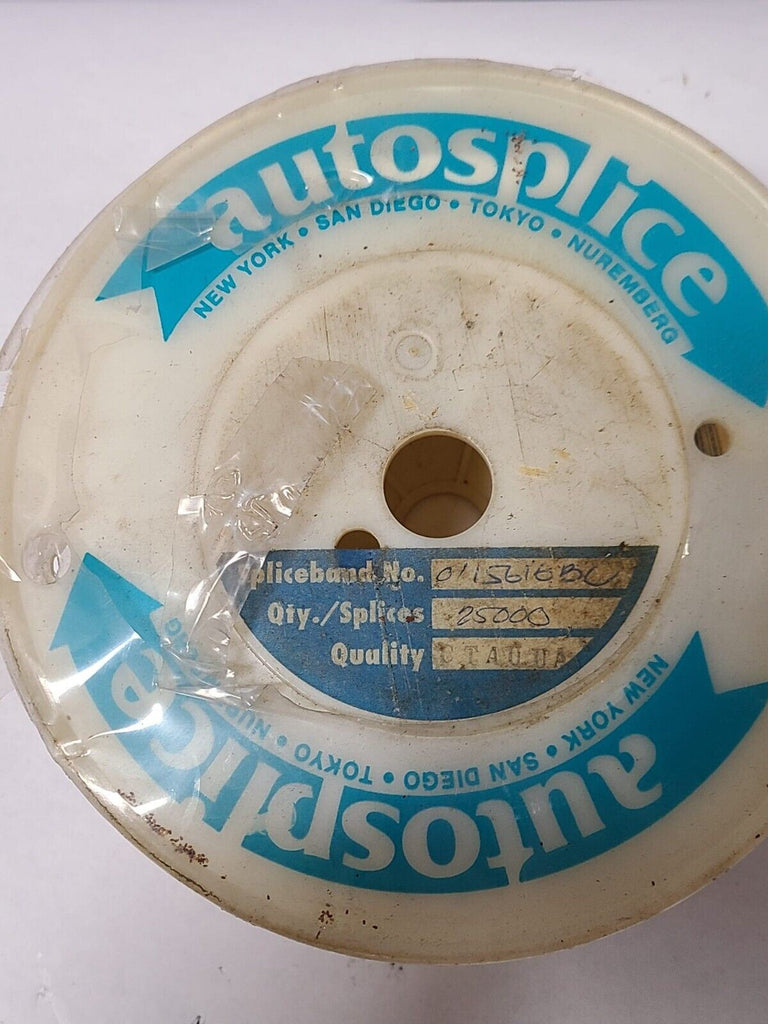 autosplice
NEW YORK • SAN DIEGO • TOKYO • NUREMBERG
Spliceband No.
Qty./Splices 25000
Quality
autosplice
NEW YORK • SAN DIEGO • TOKYO •